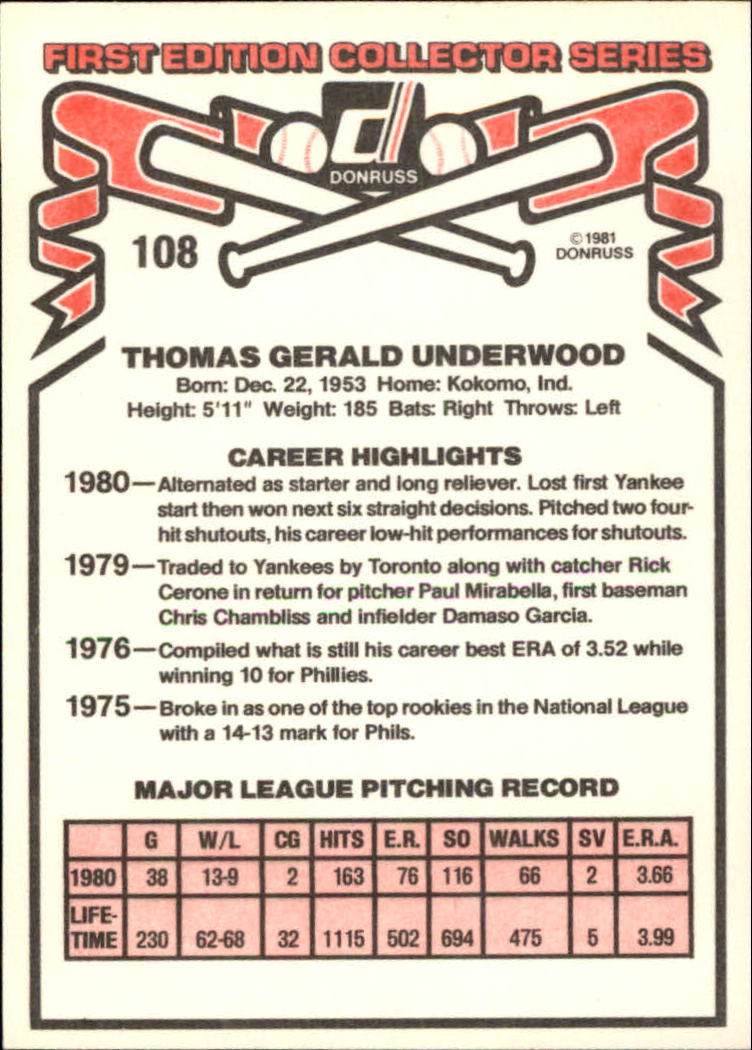 FIRST EDITION COLLECTOR SERIES
d
DONRUSS
108
© 1981
DONRUSS
THOMAS GERALD UNDERWOOD
Born: Dec. 22, 1953 Home: Kokomo, Ind.
Height: 5'11" Weight: 185 Bats: Right Throws: Left
CAREER HIGHLIGHTS
1980—Alternated as starter and long reliever. Lost first Yankee
start then won next six straight decisions. Pitched two four-
hit shutouts, his career low-hit performances for shutouts.
1979—Traded to Yankees by Toronto along with catcher Rick
Cerone in return for pitcher Paul Mirabella, first baseman
Chris Chambliss and infielder Damaso Garcia.
1976—Compiled what is still his career best ERA of 3.52 while
winning 10 for Phillies.
1975—Broke in as one of the top rookies in the National League
with a 14-13 mark for Phils.
MAJOR LEAGUE PITCHING RECORD
G W/L CG HITS E.R. SO WALKS SV E.R.A.
1980 38 13-9 2 163 76 116 66 2 3.66
LIFE-
TIME 230 62-68 32 1115 502 694 475 5 3.99